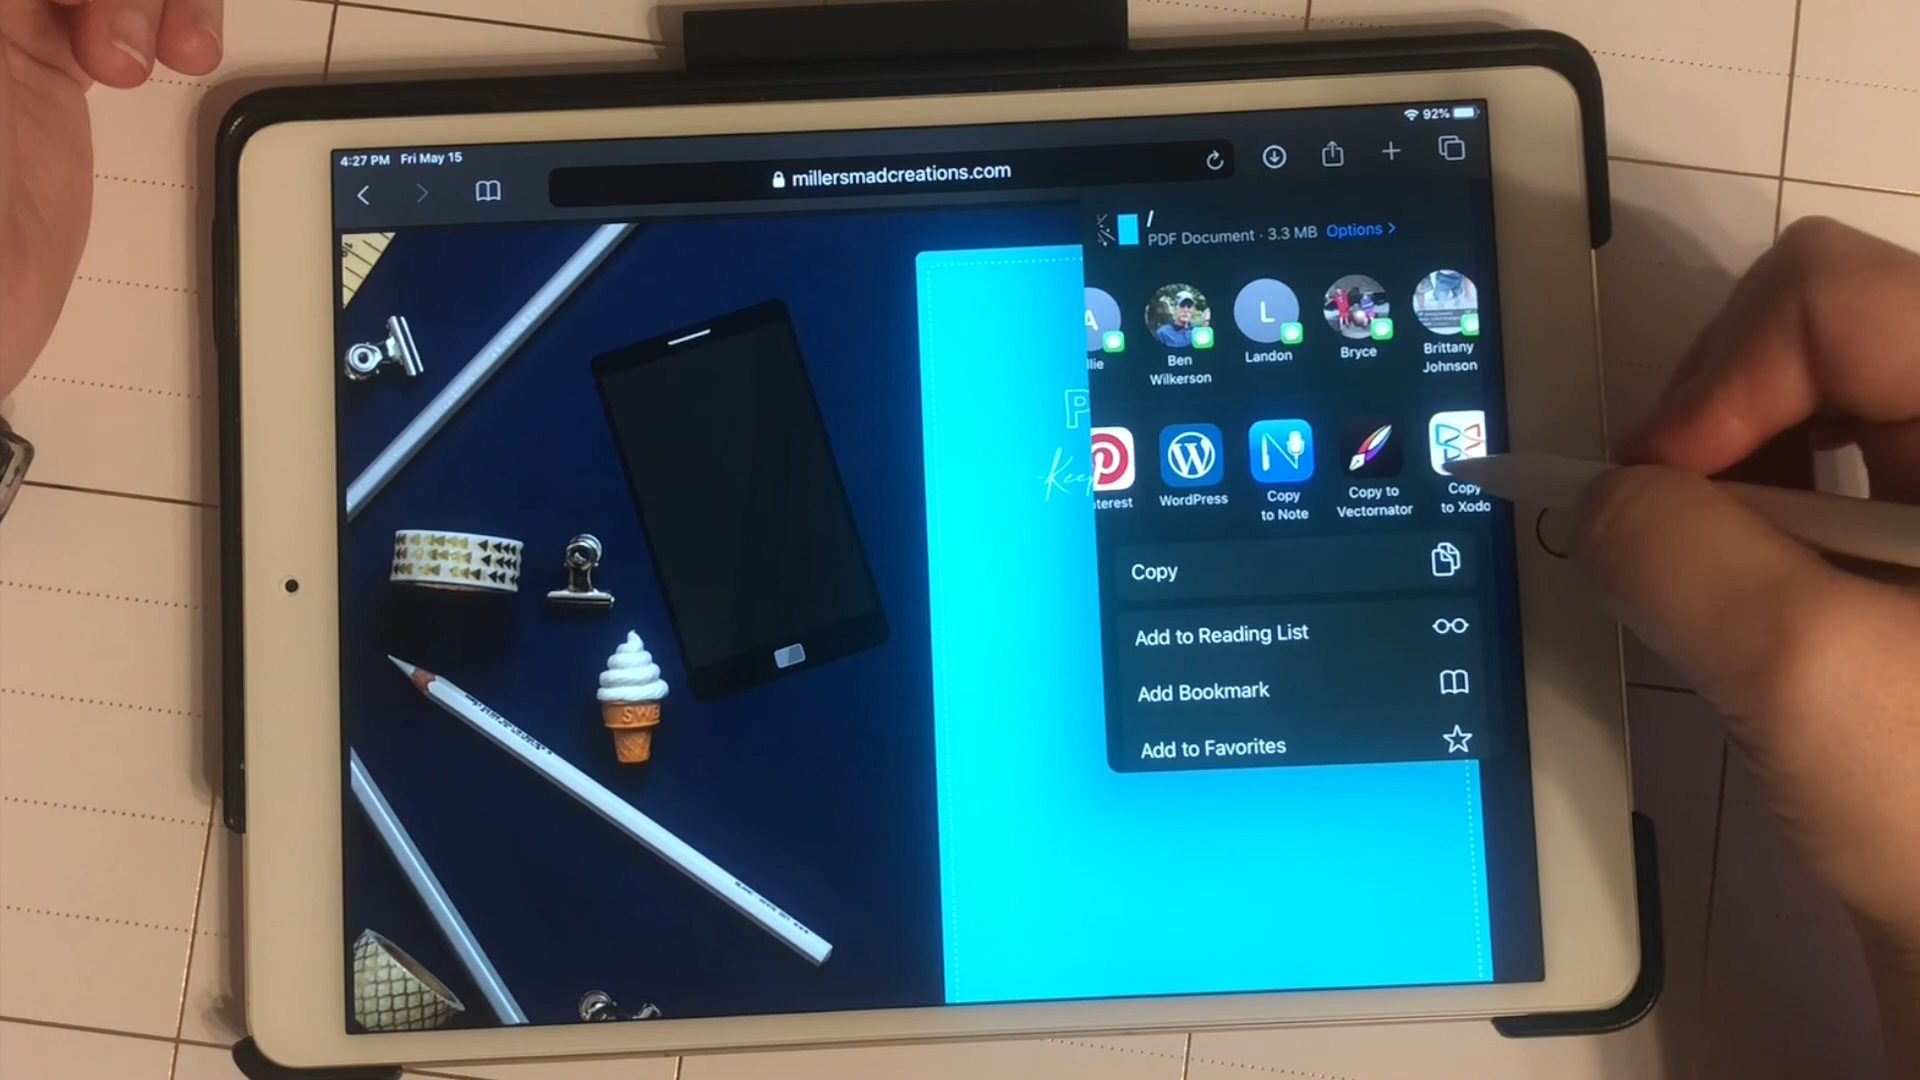 4:27 PM Fri May 15
92%
millersmadcreations.com
/
PDF Document · 3.3 MB Options >
A
L
llie
Ben
Wilkerson
Landon
Bryce
Brittany
Johnson
P
Keep
terest
WordPress
Copy
to Note
Copy to
Vectornator
Copy
to Xodo
Copy
Add to Reading List
Add Bookmark
Add to Favorites
SWE